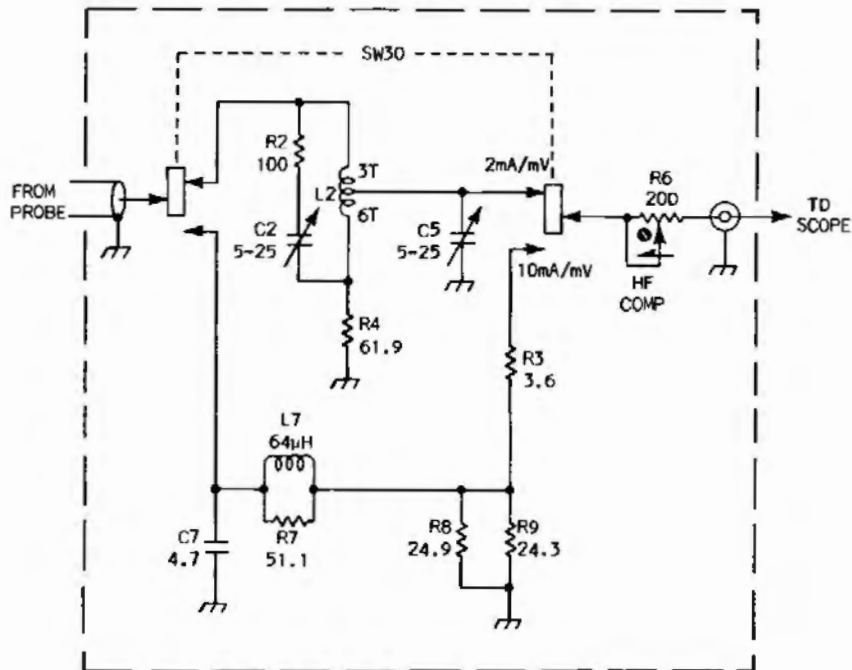 SW30
R2
100
3T
L2
6T
2mA/mV
R6
20D
FROM
PROBE
TD
SCOPE
C2
5-25
C5
5-25
10mA/mV
HF
COMP
R4
61.9
R3
3.6
L7
64µH
C7
4.7
R7
51.1
R8
24.9
R9
24.3